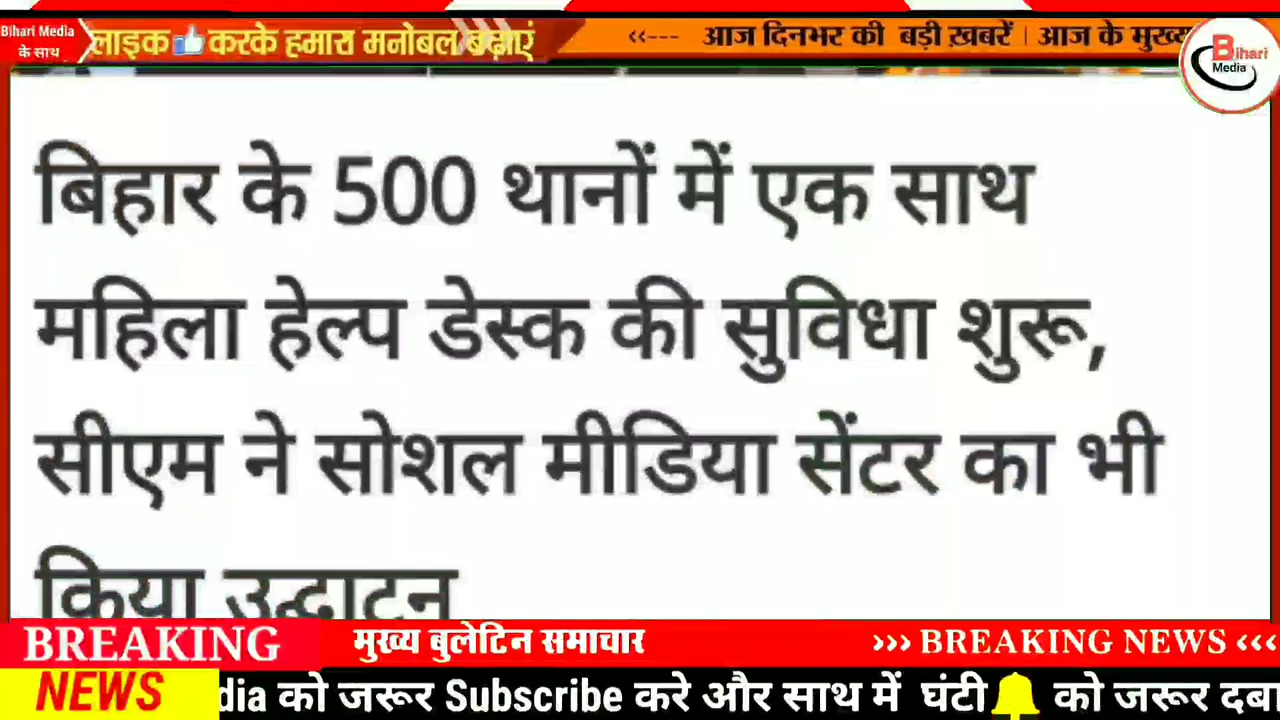 Bihari Media
के साथ
लाइक👍करके हमारा मनोबल बढ़ाएं
<<--- आज दिनभर की बड़ी ख़बरें | आज के मुख्य
Bihari
Media
बिहार के 500 थानों में एक साथ
महिला हेल्प डेस्क की सुविधा शुरू,
सीएम ने सोशल मीडिया सेंटर का भी
किया उद्घाटन
BREAKING
मुख्य बुलेटिन समाचार
>>> BREAKING NEWS <<<
NEWS
dia को जरूर Subscribe करे और साथ में घंटी🔔 को जरूर दबा